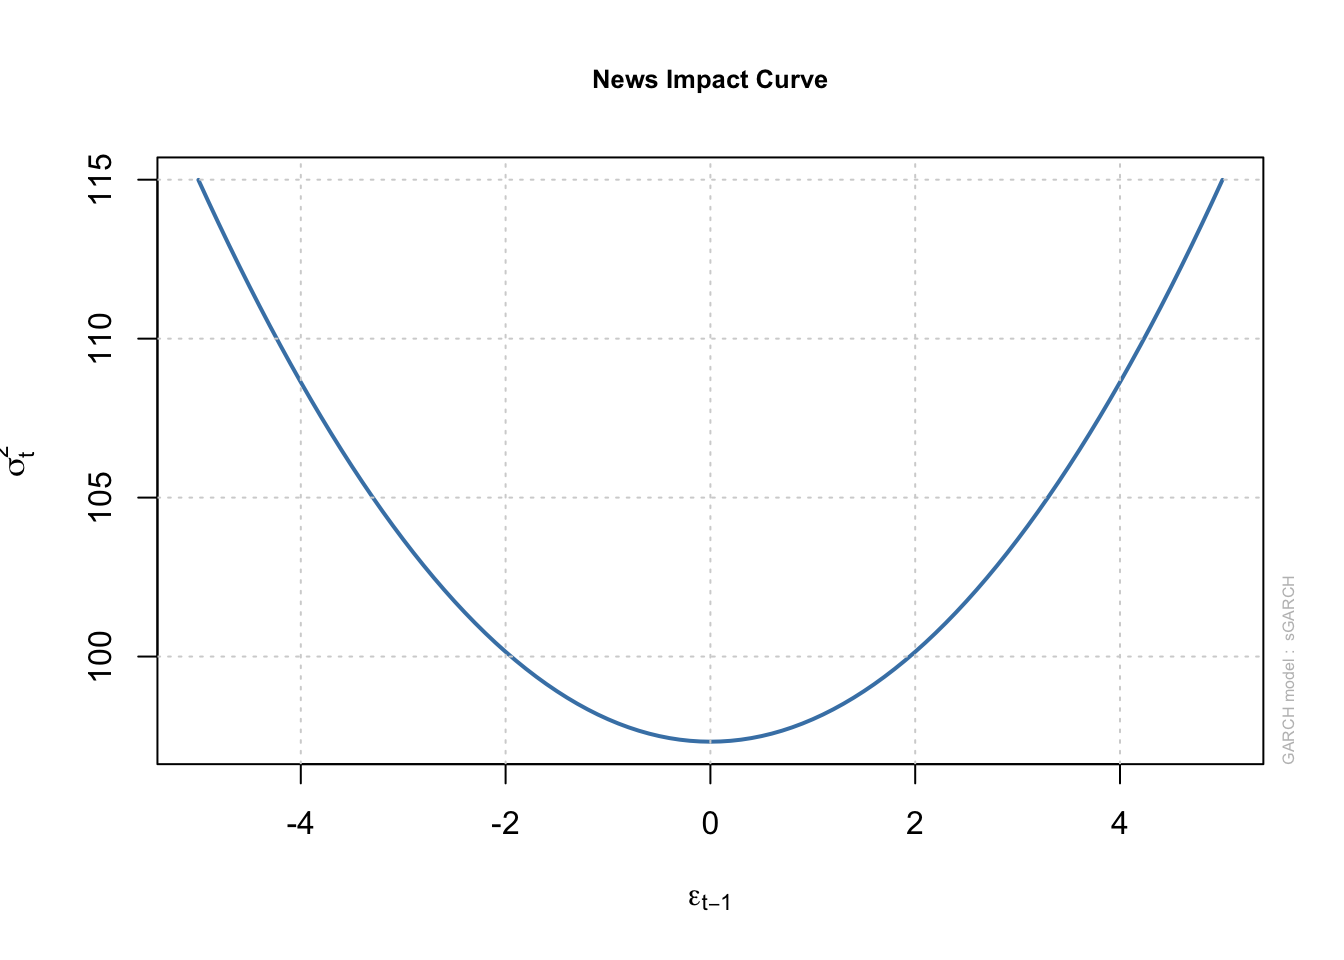 News Impact Curve
115
110
105
100
σ²ₜ
-4 -2 0 2 4
εₜ₋₁
GARCH model : sGARCH